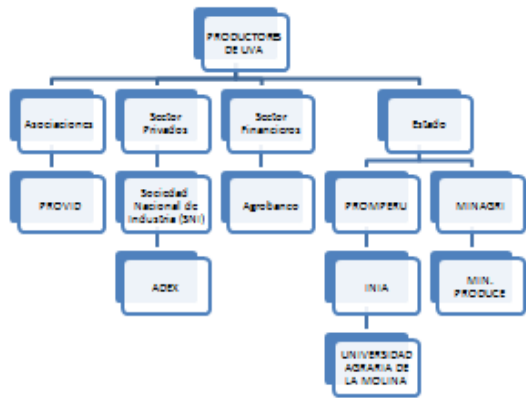 PRODUCTORES
DE UVA
Asociaciones
Sector
Privados
Sector
Financieros
Estado
PROVID
Sociedad
Nacional de
Industria (SNI)
Agrobanco
PROMPERU
MINAGRI
ADEX
INIA
MIN.
PRODUCE
UNIVERSIDAD
AGRARIA DE
LA MOLINA